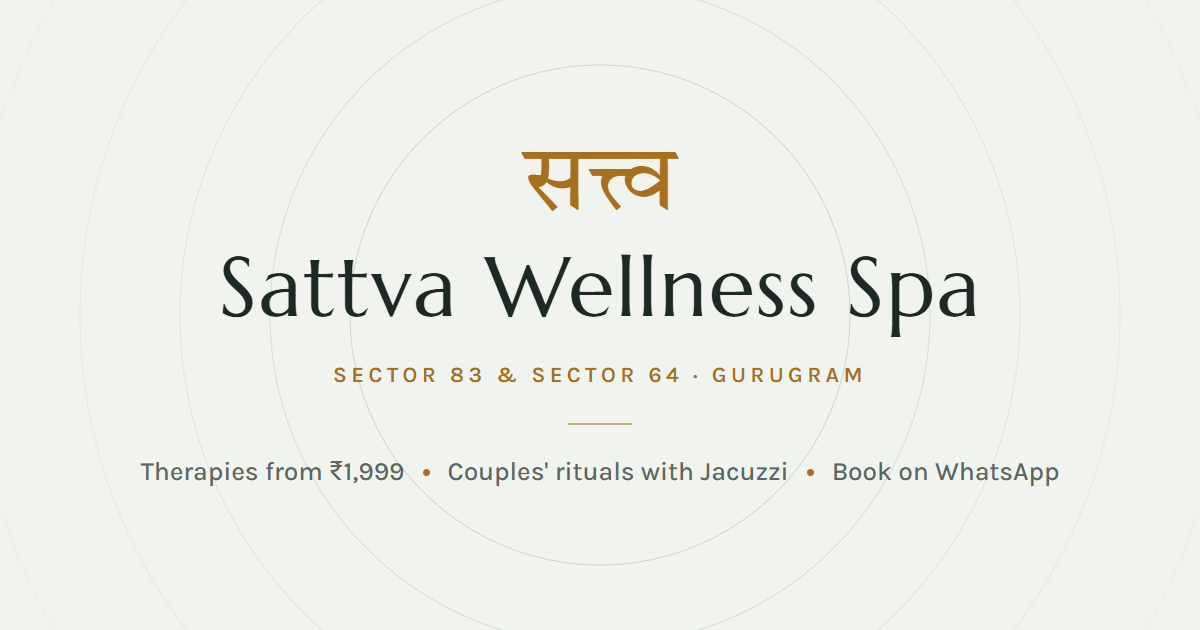 सत्त्व
Sattva Wellness Spa
SECTOR 83 & SECTOR 64 · GURUGRAM
Therapies from ₹1,999 • Couples' rituals with Jacuzzi • Book on WhatsApp